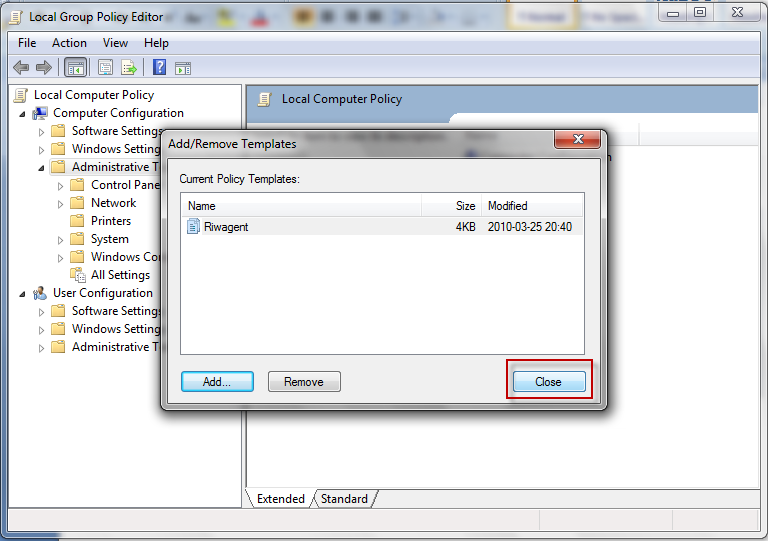 Local Group Policy Editor
File Action View Help
Local Computer Policy
Computer Configuration
Software Settings
Windows Setting
Administrative T
Control Pane
Network
Printers
System
Windows Co
All Settings
User Configuration
Software Settings
Windows Setting
Administrative T
Local Computer Policy
Add/Remove Templates
Current Policy Templates:
Name Size Modified
Riwagent 4KB 2010-03-25 20:40
Add... Remove Close
Extended Standard